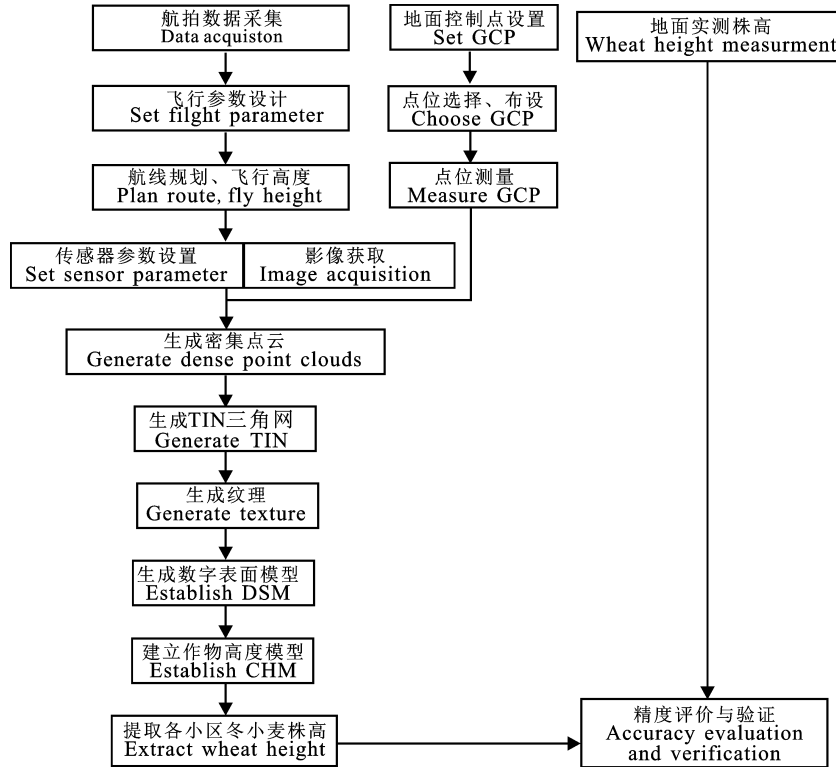 航拍数据采集
Data acquiston
地面控制点设置
Set GCP
地面实测株高
Wheat height measurment
飞行参数设计
Set filght parameter
点位选择、布设
Choose GCP
航线规划、飞行高度
Plan route, fly height
点位测量
Measure GCP
传感器参数设置
Set sensor parameter
影像获取
Image acquisition
生成密集点云
Generate dense point clouds
生成TIN三角网
Generate TIN
生成纹理
Generate texture
生成数字表面模型
Establish DSM
建立作物高度模型
Establish CHM
提取各小区冬小麦株高
Extract wheat height
精度评价与验证
Accuracy evaluation
and verification